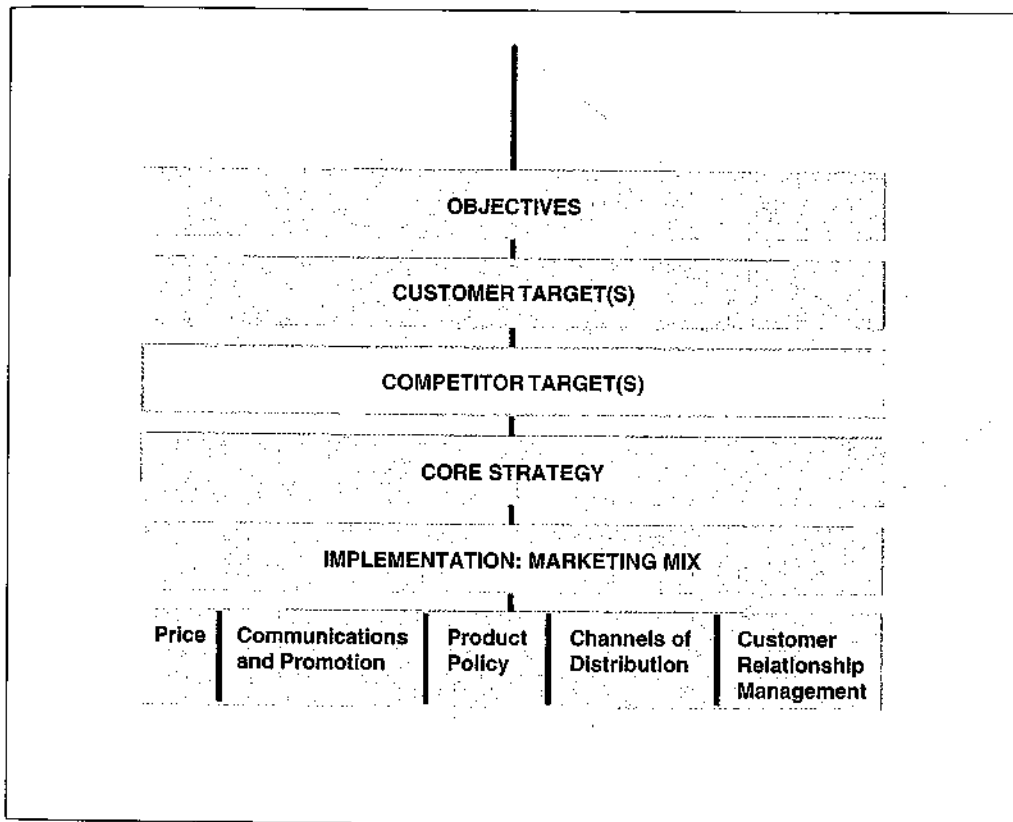 OBJECTIVES
CUSTOMER TARGET(S)
COMPETITOR TARGET(S)
CORE STRATEGY
IMPLEMENTATION: MARKETING MIX
Price
Communications
and Promotion
Product
Policy
Channels of
Distribution
Customer
Relationship
Management